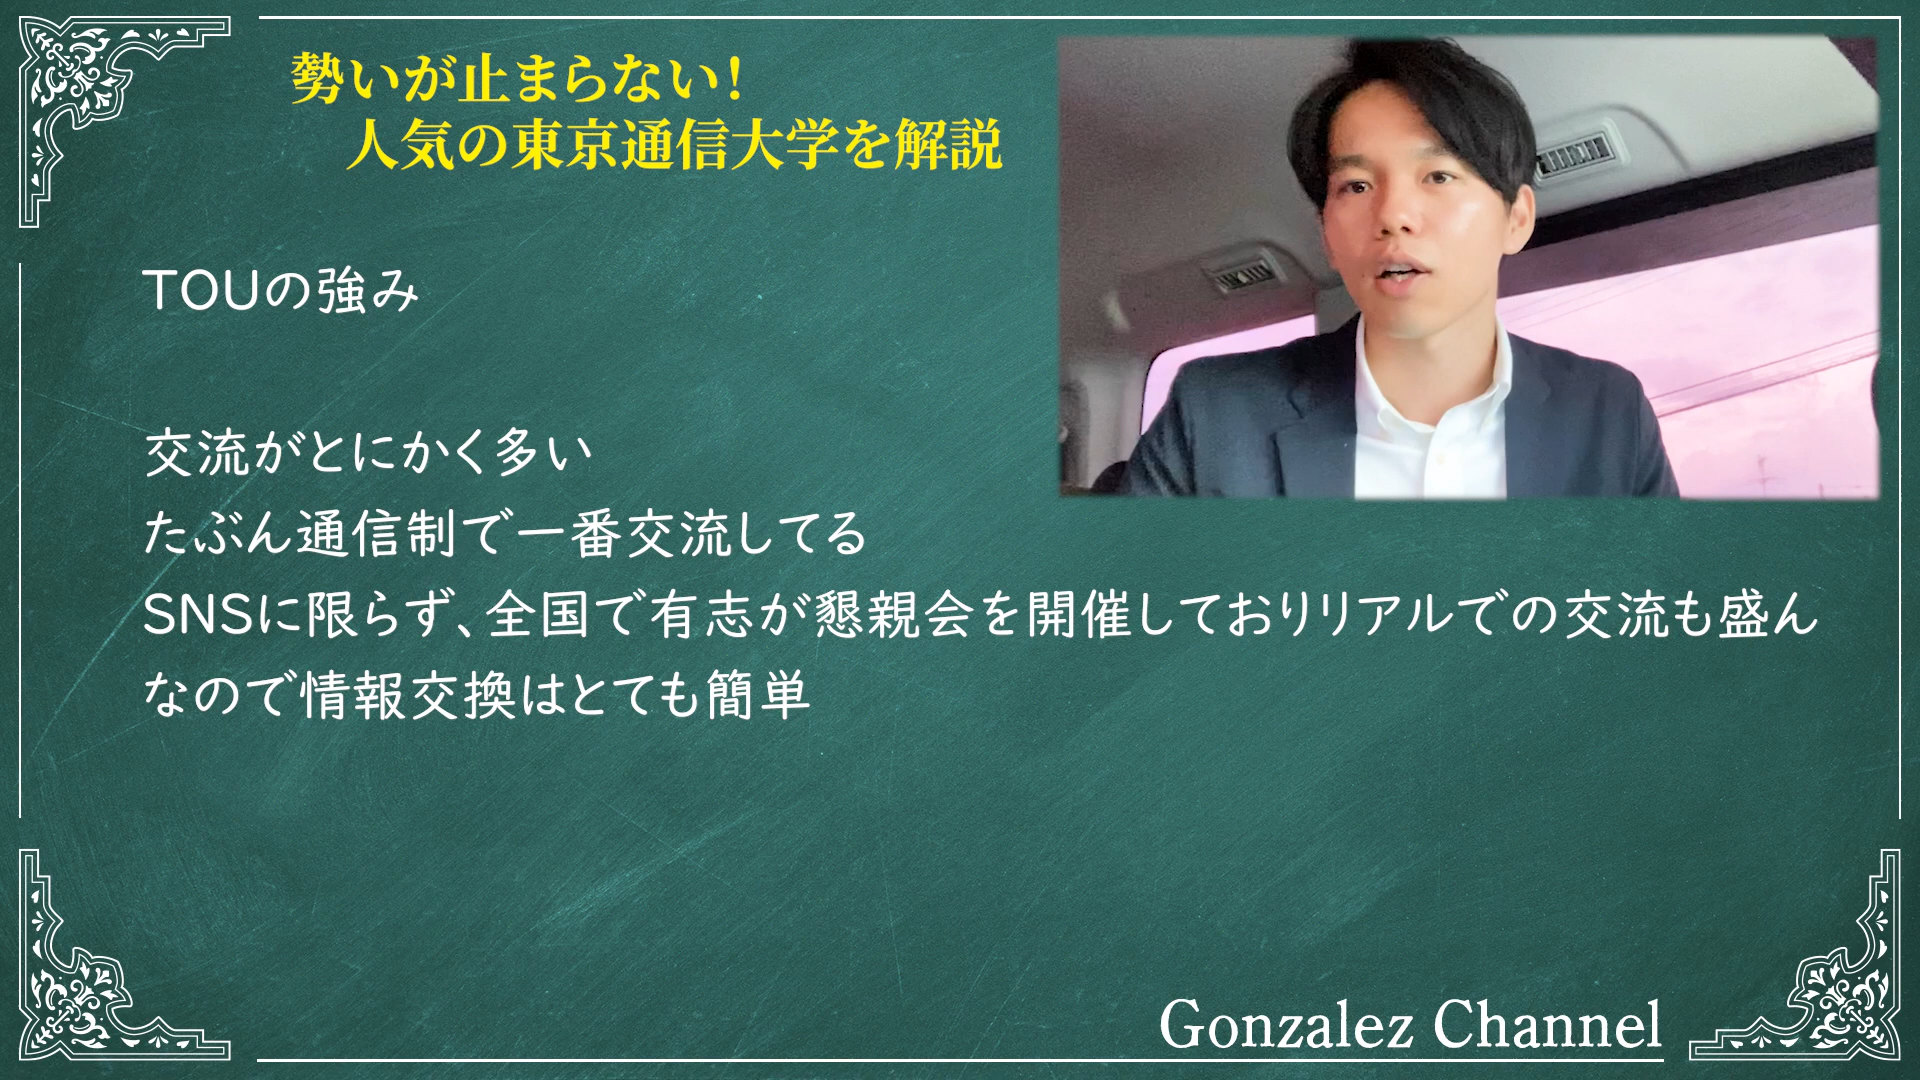 勢いが止まらない!
人気の東京通信大学を解説
TOUの強み
交流がとにかく多い
たぶん通信制で一番交流してる
SNSに限らず、全国で有志が懇親会を開催しておりリアルでの交流も盛ん
なので情報交換はとても簡単
Gonzalez Channel